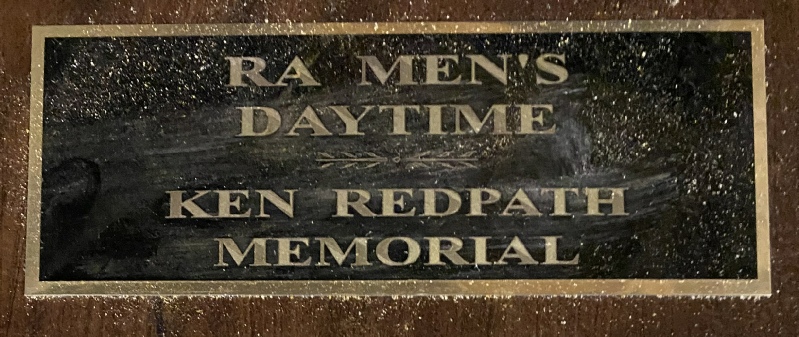 RA MEN'S
DAYTIME
KEN REDPATH
MEMORIAL